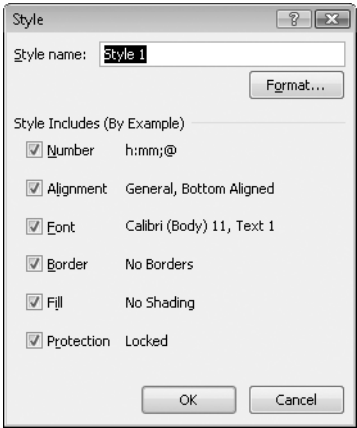 Style
Style name: Style 1
Format...
Style Includes (By Example)
Number h:mm;@
Alignment General, Bottom Aligned
Font Calibri (Body) 11, Text 1
Border No Borders
Fill No Shading
Protection Locked
OK Cancel